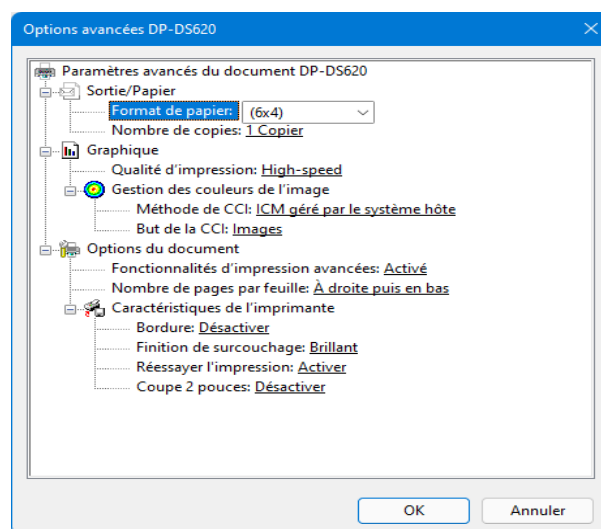 Options avancées DP-DS620
Paramètres avancés du document DP-DS620
Sortie/Papier
Format de papier: (6x4)
Nombre de copies: 1 Copier
Graphique
Qualité d'impression: High-speed
Gestion des couleurs de l'image
Méthode de CCI: ICM géré par le système hôte
But de la CCI: Images
Options du document
Fonctionnalités d'impression avancées: Activé
Nombre de pages par feuille: À droite puis en bas
Caractéristiques de l'imprimante
Bordure: Désactiver
Finition de surcouchage: Brillant
Réessayer l'impression: Activer
Coupe 2 pouces: Désactiver
OK Annuler